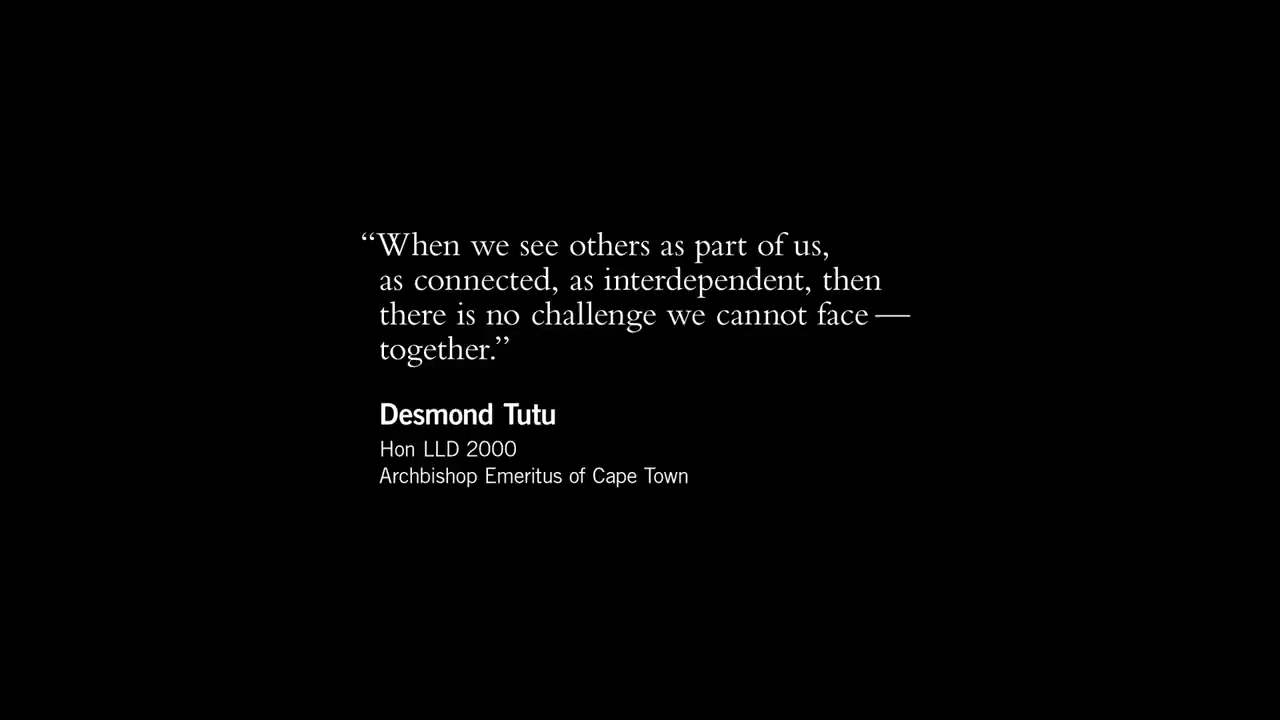 “When we see others as part of us,
as connected, as interdependent, then
there is no challenge we cannot face —
together.”
Desmond Tutu
Hon LLD 2000
Archbishop Emeritus of Cape Town